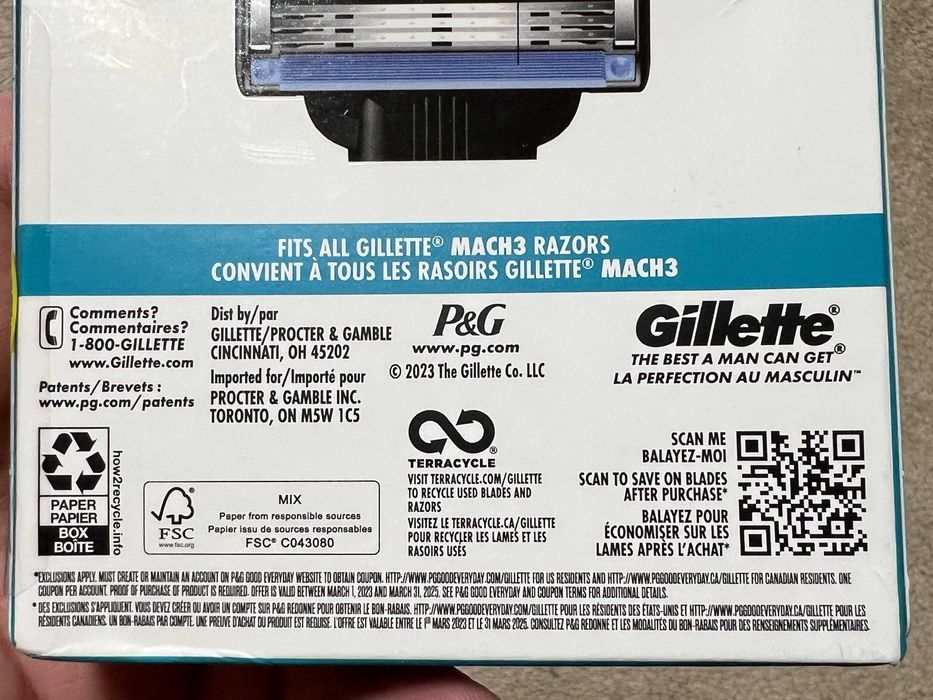 FITS ALL GILLETTE® MACH3 RAZORS
CONVIENT À TOUS LES RASOIRS GILLETTE® MACH3
Comments?
Commentaires?
1-800-GILLETTE
www.Gillette.com
Patents/Brevets :
www.pg.com/patents
Dist by/par
GILLETTE/PROCTER & GAMBLE
CINCINNATI, OH 45202
Imported for/Importé pour
PROCTER & GAMBLE INC.
TORONTO, ON M5W 1C5
P&G
www.pg.com
© 2023 The Gillette Co. LLC
Gillette®
THE BEST A MAN CAN GET®
LA PERFECTION AU MASCULIN™
PAPER
PAPIER
BOX
BOÎTE
how2recycle.info
FSC
www.fsc.org
MIX
Paper from responsible sources
Papier issu de sources responsables
FSC® C043080
TERRACYCLE®
VISIT TERRACYCLE.COM/GILLETTE
TO RECYCLE USED BLADES AND
RAZORS
VISITEZ LE TERRACYCLE.CA/GILLETTE
POUR RECYCLER LES LAMES ET LES
RASOIRS USES
SCAN ME
BALAYEZ-MOI
SCAN TO SAVE ON BLADES
AFTER PURCHASE*
BALAYEZ POUR
ÉCONOMISER SUR LES
LAMES APRÈS L'ACHAT*
*EXCLUSIONS APPLY. MUST CREATE OR MAINTAIN AN ACCOUNT ON P&G GOOD EVERYDAY WEBSITE TO OBTAIN COUPON. HTTP://WWW.PGGOODEVERYDAY.COM/GILLETTE FOR US RESIDENTS AND HTTP://WWW.PGGOODEVERYDAY.CA/GILLETTE FOR CANADIAN RESIDENTS. ONE
COUPON PER ACCOUNT. PROOF OF PURCHASE OF PRODUCT IS REQUIRED. OFFER IS VALID BETWEEN MARCH 1, 2023 AND MARCH 31, 2025. SEE P&G GOOD EVERYDAY AND COUPON TERMS FOR ADDITIONAL DETAILS.
* DES EXCLUSIONS S'APPLIQUENT. VOUS DEVEZ CRÉER OU AVOIR UN COMPTE SUR P&G REDONNE POUR OBTENIR LE BON-RABAIS. HTTP://WWW.PGGOODEVERYDAY.COM/GILLETTE POUR LES RÉSIDENTS DES ÉTATS-UNIS ET HTTP://WWW.PGGOODEVERYDAY.CA/GILLETTE POUR LES
RÉSIDENTS CANADIENS. UN BON-RABAIS PAR COMPTE. UNE PREUVE D'ACHAT DU PRODUIT EST REQUISE. L'OFFRE EST VALABLE ENTRE LE 1ER MARS 2023 ET LE 31 MARS 2025. CONSULTEZ P&G REDONNE ET LES MODALITÉS DU BON-RABAIS POUR DES RENSEIGNEMENTS SUPPLÉMENTAIRES.